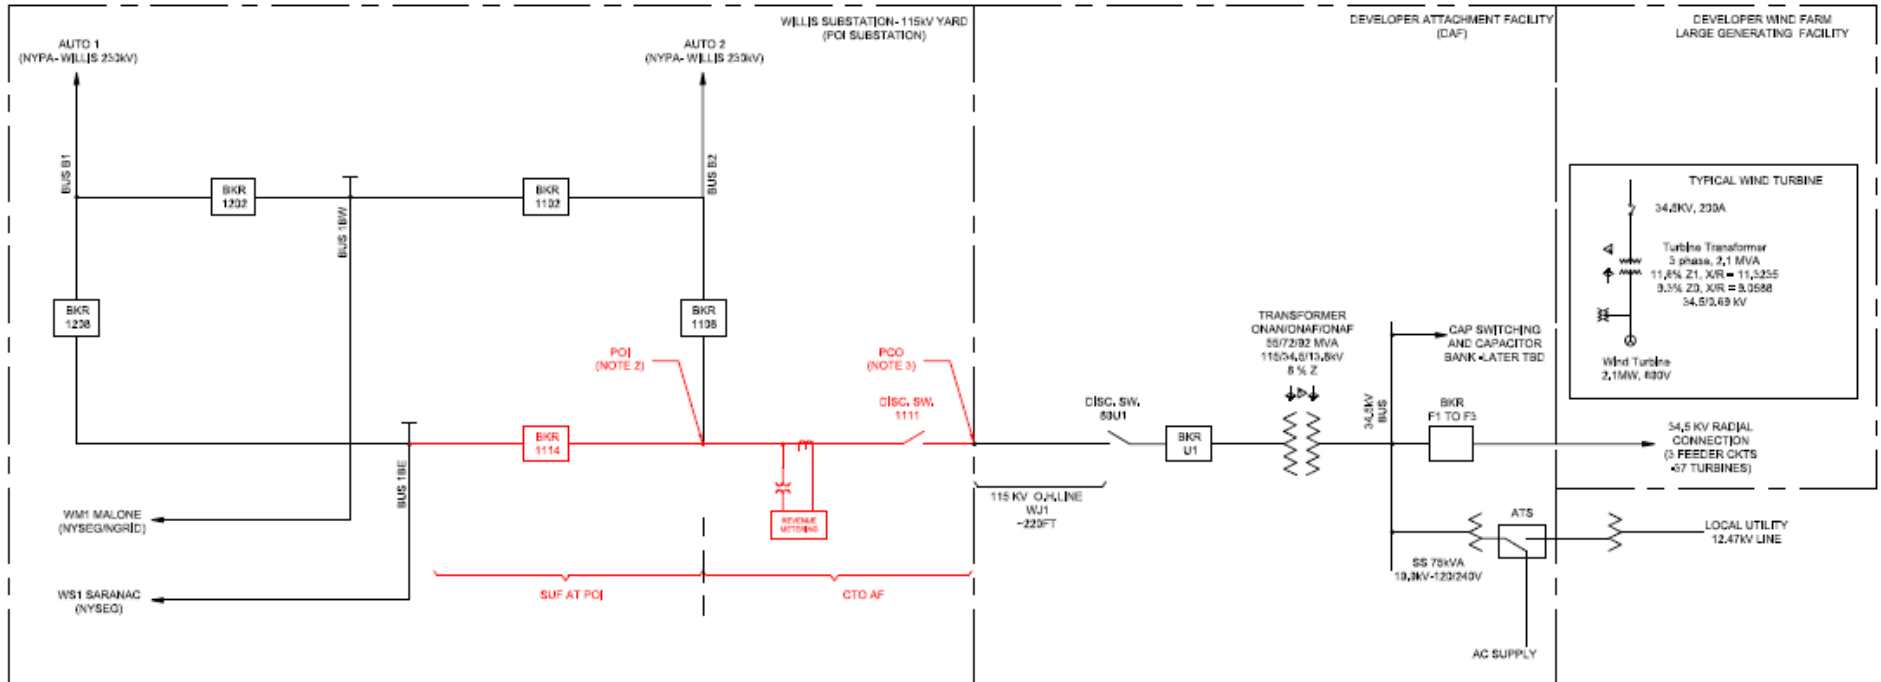 WILLIS SUBSTATION- 115kV YARD
(POI SUBSTATION)
DEVELOPER ATTACHMENT FACILITY
(DAF)
DEVELOPER WIND FARM
LARGE GENERATING FACILITY
AUTO 1
(NYPA- WILLIS 230kV)
AUTO 2
(NYPA- WILLIS 230kV)
BUS B1
BUS B2
BKR
1202
BKR
1102
BUS 1BW
BKR
1208
BKR
1108
TYPICAL WIND TURBINE
34.5KV, 200A
Turbine Transformer
3 phase, 2.1 MVA
11.6% Z1, X/R = 11.3235
9.3% Z0, X/R = 9.0588
34.5/0.69 kV
Wind Turbine
2.1MW, 690V
POI
(NOTE 2)
PCO
(NOTE 3)
DISC. SW.
1111
BKR
1114
REVENUE
METERING
BUS 1BE
DISC. SW.
89U1
BKR
U1
TRANSFORMER
ONAN/ONAF/ONAF
55/72/92 MVA
115/34.5/13.8kV
8 % Z
34.5kV
BUS
CAP SWITCHING
AND CAPACITOR
BANK -LATER TBD
BKR
F1 TO F3
34.5 KV RADIAL
CONNECTION
(3 FEEDER CKTS
-37 TURBINES)
115 KV O.H.LINE
WJ1
~220FT
WM1 MALONE
(NYSEG/NGRID)
WS1 SARANAC
(NYSEG)
SUF AT POI
CTO AF
ATS
LOCAL UTILITY
12.47kV LINE
SS 75kVA
19.9kV-120/240V
AC SUPPLY